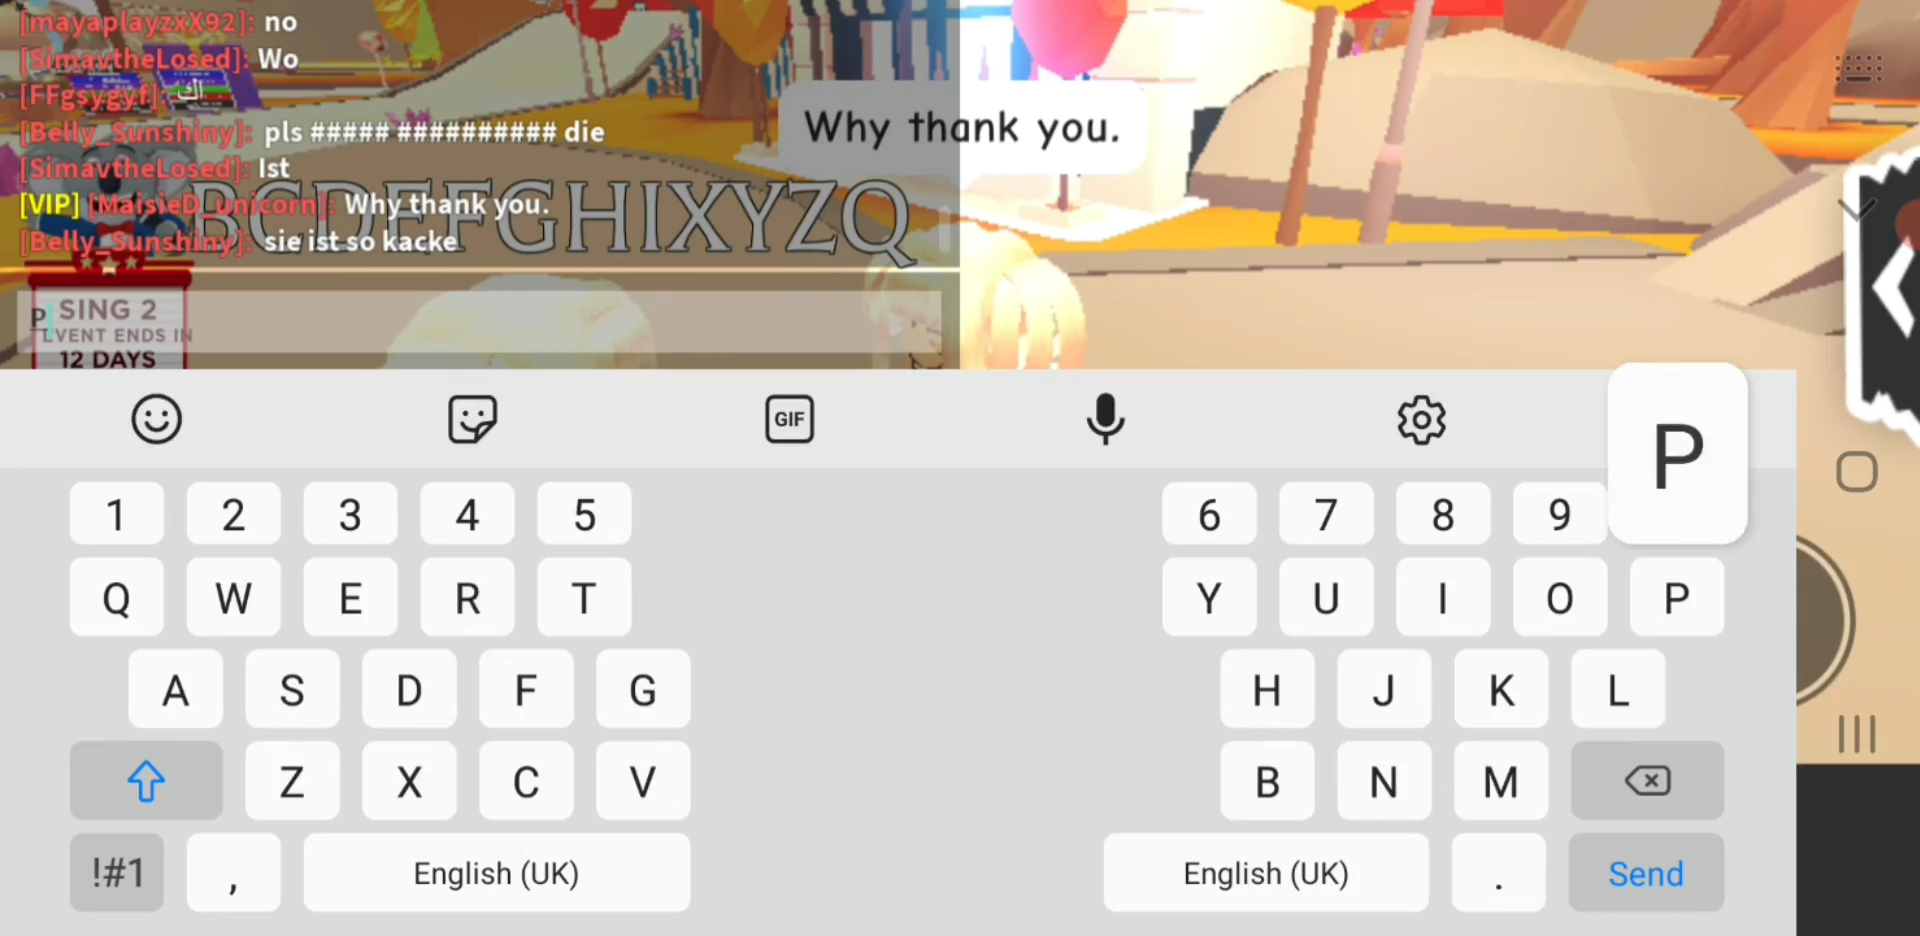 [mayaplayzxX92]: no
[SimavtheLosed]: Wo
[FFgsygyf]: ك
[Belly_Sunshiny]: pls ##### ########## die
[SimavtheLosed]: Ist
[VIP] [MaisieD_unicorn]: Why thank you.
[Belly_Sunshiny]: sie ist so kacke
Why thank you.
BCDEFGHIXYZQ
P
SING 2
EVENT ENDS IN
12 DAYS
GIF
P
1 2 3 4 5 6 7 8 9
Q W E R T Y U I O P
A S D F G H J K L
Z X C V B N M
!#1 , English (UK) English (UK) . Send